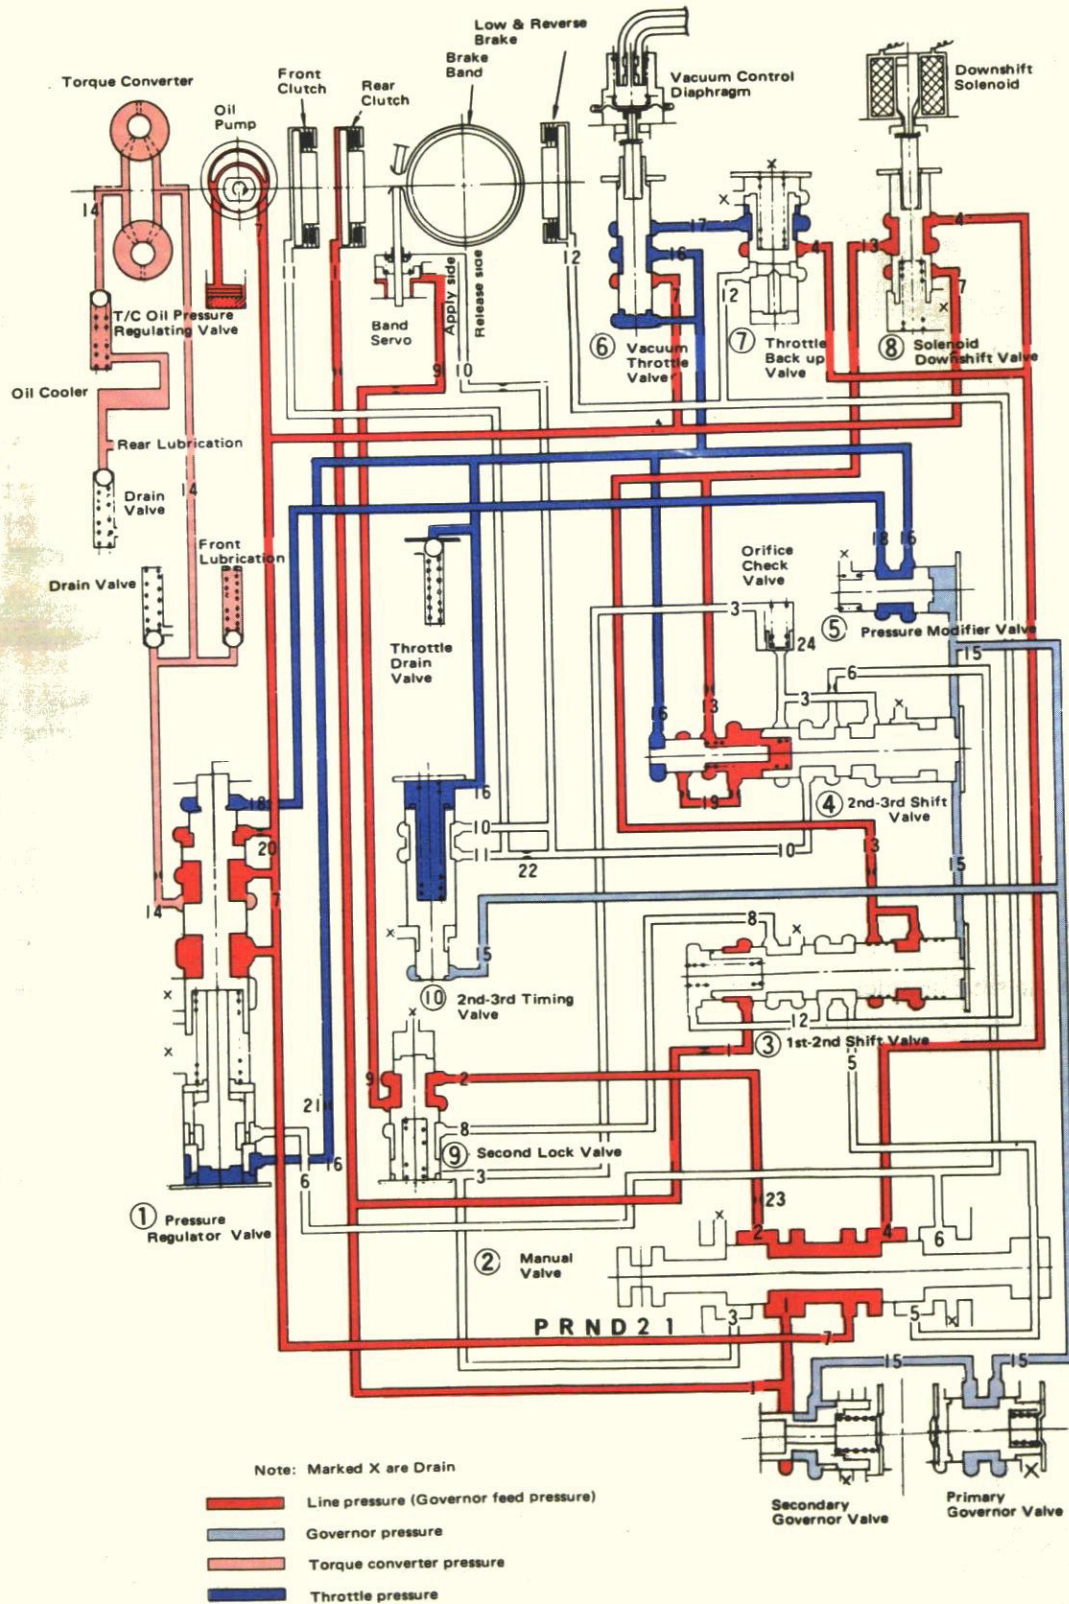 Low & Reverse
Brake
Brake
Band
Torque Converter
Front
Clutch
Rear
Clutch
Vacuum Control
Diaphragm
Downshift
Solenoid
Oil
Pump
X
X
14
7
11
1
12
17
16
4
13
4
7
12
7
X
Apply side
Release side
T/C Oil Pressure
Regulating Valve
Band
Servo
9
10
⑥ Vacuum
Throttle
Valve
⑦ Throttle
Back up
Valve
⑧ Solenoid
Downshift Valve
Oil Cooler
Rear Lubrication
14
Drain
Valve
Front
Lubrication
Drain Valve
Orifice
Check
Valve
X
18
16
3
24
⑤ Pressure Modifier Valve
15
Throttle
Drain
Valve
6
13
3
X
16
19
④ 2nd-3rd Shift
Valve
18
16
20
10
11
22
10
13
15
14
7
8
X
X
15
⑩ 2nd-3rd Timing
Valve
X
X
X
12
1
③ 1st-2nd Shift Valve
5
9
2
21
8
⑨ Second Lock Valve
16
6
3
23
① Pressure
Regulator Valve
X
2
4
6
② Manual
Valve
1
3
5
X
P R N D 2 1
7
15
15
1
X
X
Secondary
Governor Valve
Primary
Governor Valve
Note: Marked X are Drain
Line pressure (Governor feed pressure)
Governor pressure
Torque converter pressure
Throttle pressure